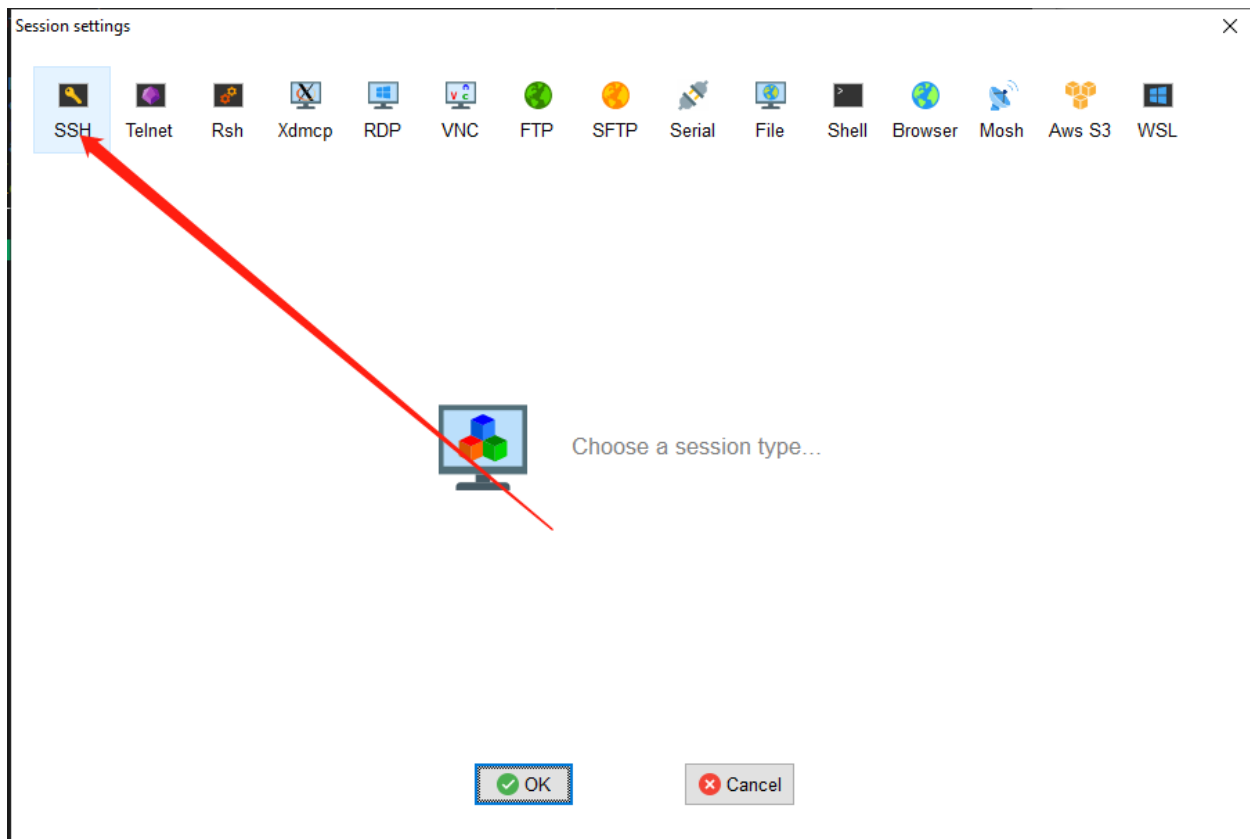 Session settings
SSH Telnet Rsh Xdmcp RDP VNC FTP SFTP Serial File Shell Browser Mosh Aws S3 WSL
Choose a session type...
OK Cancel